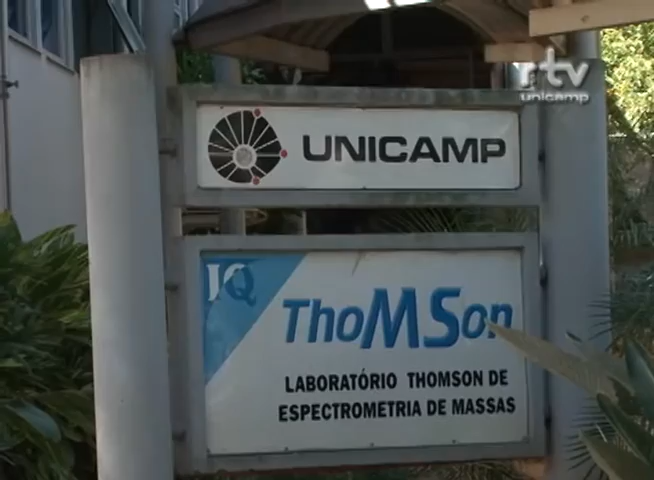 rtv
unicamp
UNICAMP
IQ
ThoMSon
LABORATÓRIO THOMSON DE
ESPECTROMETRIA DE MASSAS